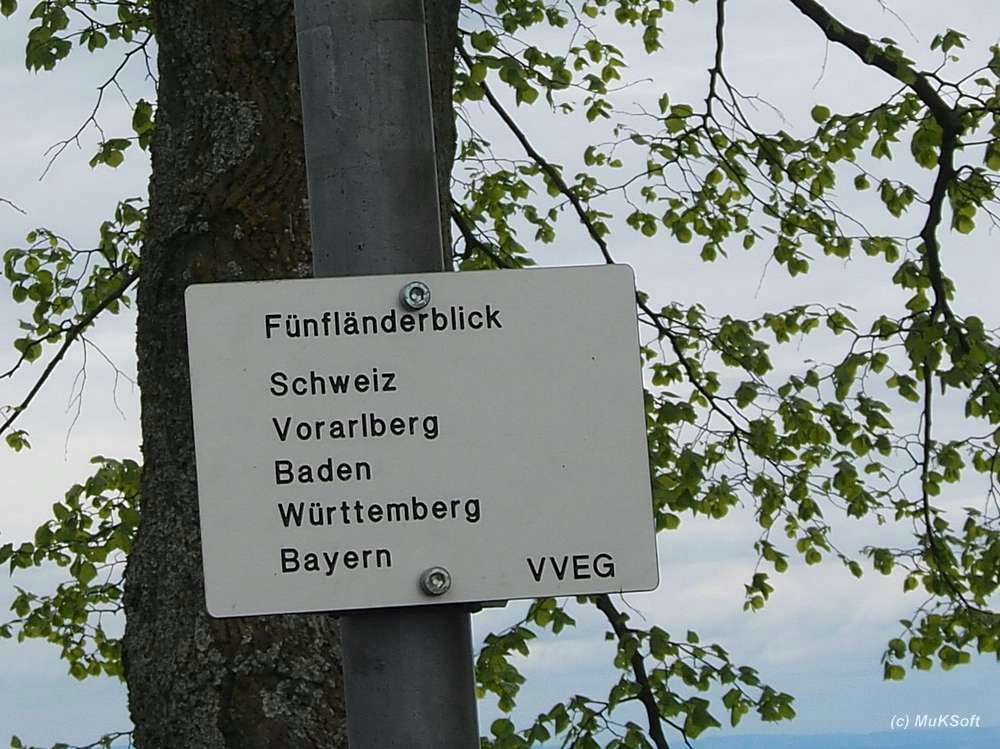 Fünfländerblick
Schweiz
Vorarlberg
Baden
Württemberg
Bayern
VVEG
(c) MuKSoft